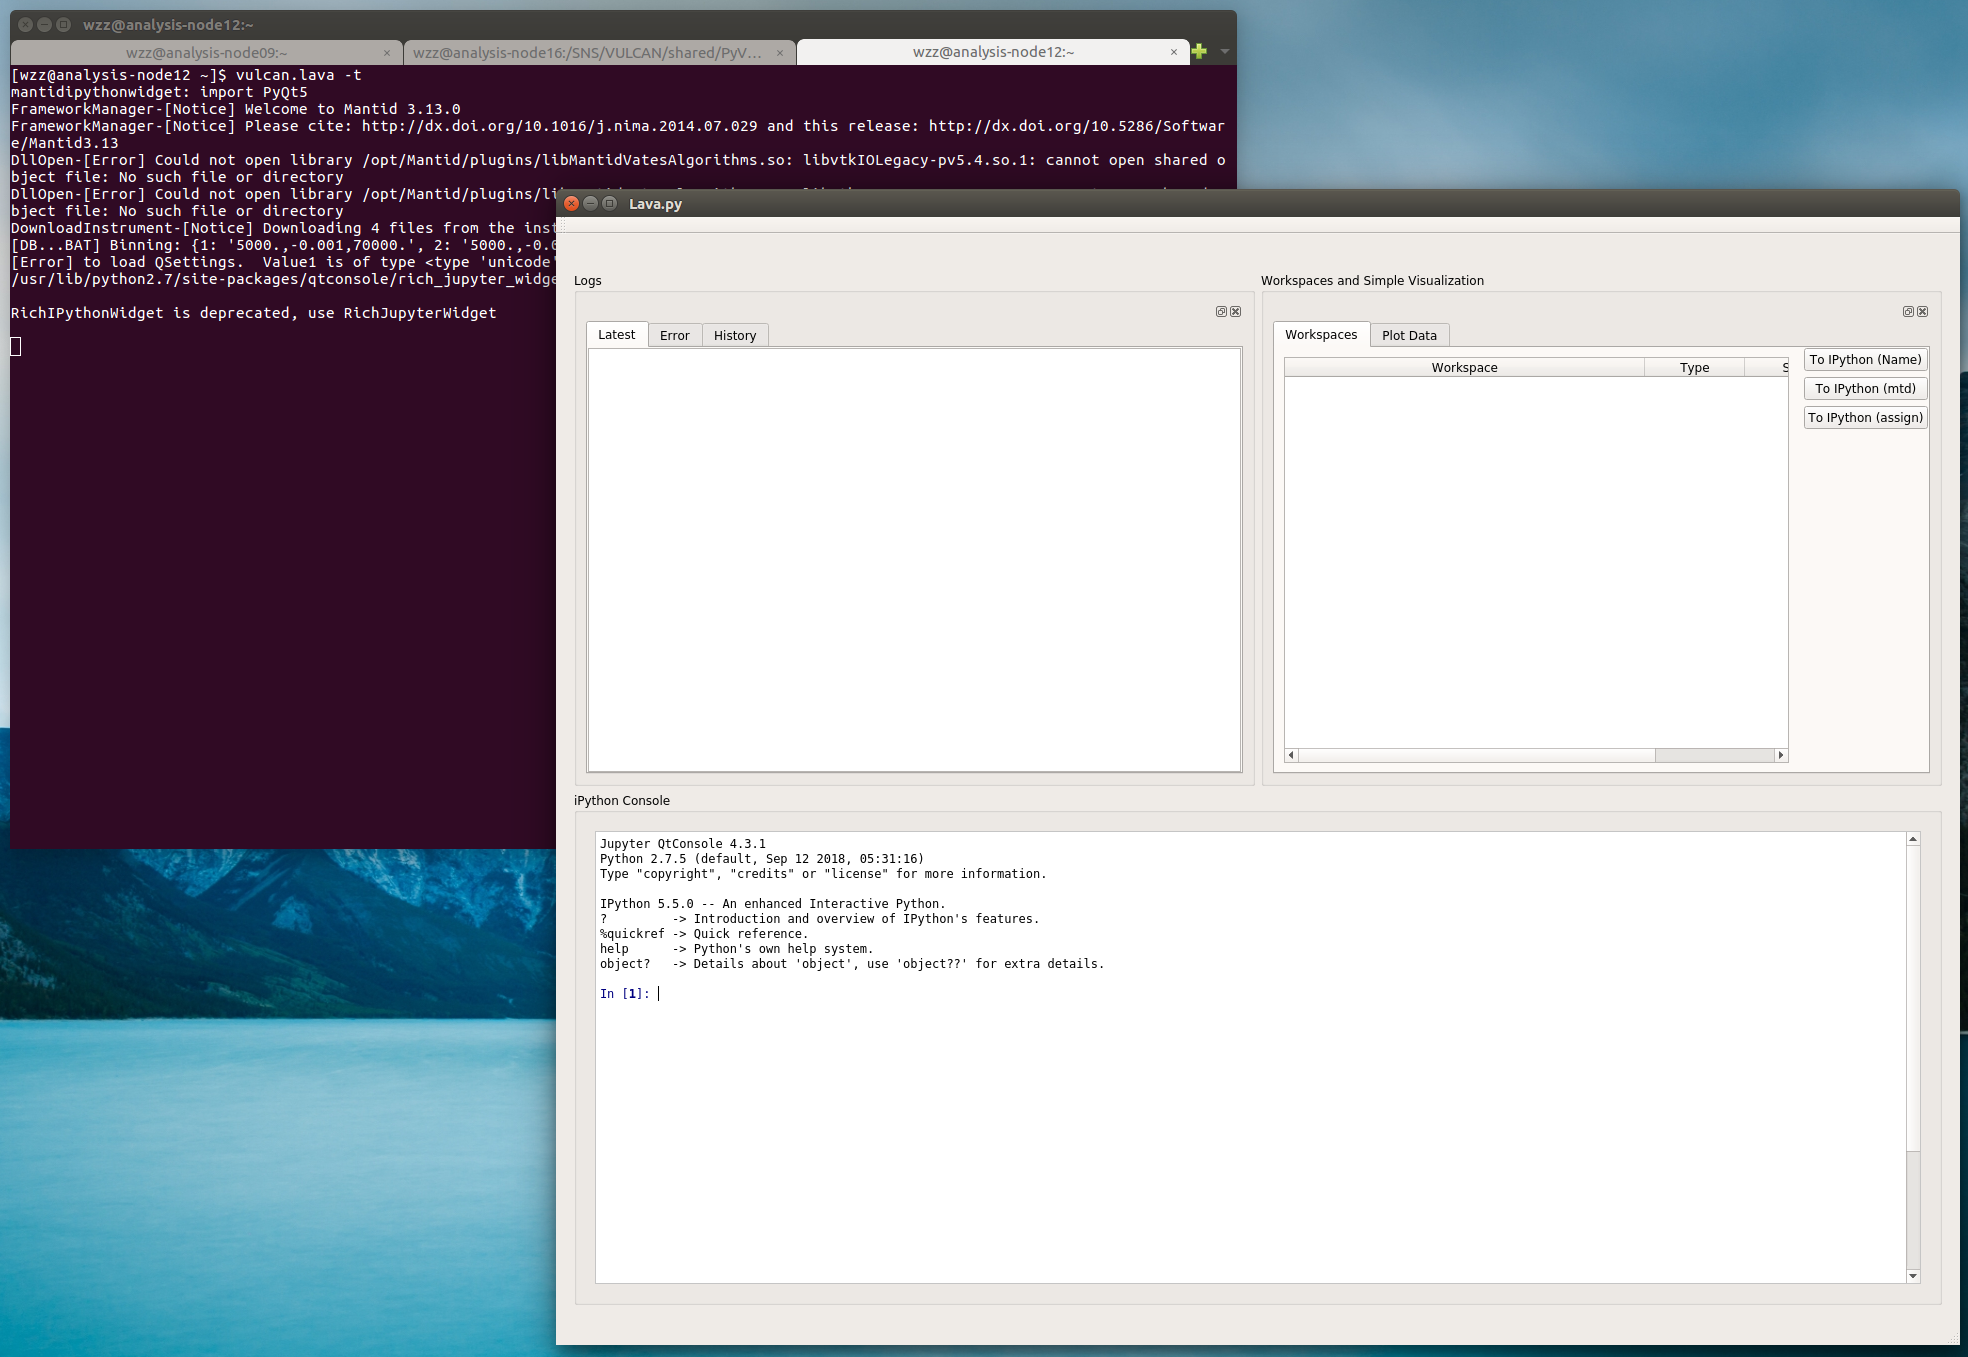 wzz@analysis-node12:~
wzz@analysis-node09:~
wzz@analysis-node16:/SNS/VULCAN/shared/PyV...
wzz@analysis-node12:~
[wzz@analysis-node12 ~]$ vulcan.lava -t
mantidipythonwidget: import PyQt5
FrameworkManager-[Notice] Welcome to Mantid 3.13.0
FrameworkManager-[Notice] Please cite: http://dx.doi.org/10.1016/j.nima.2014.07.029 and this release: http://dx.doi.org/10.5286/Softwar
e/Mantid3.13
DllOpen-[Error] Could not open library /opt/Mantid/plugins/libMantidVatesAlgorithms.so: libvtkIOLegacy-pv5.4.so.1: cannot open shared o
bject file: No such file or directory
DllOpen-[Error] Could not open library /opt/Mantid/plugins/li
bject file: No such file or directory
DownloadInstrument-[Notice] Downloading 4 files from the inst
[DB...BAT] Binning: {1: '5000.,-0.001,70000.', 2: '5000.,-0.0
[Error] to load QSettings.  Value1 is of type <type 'unicode'
/usr/lib/python2.7/site-packages/qtconsole/rich_jupyter_widge
RichIPythonWidget is deprecated, use RichJupyterWidget
Lava.py
Logs
Latest
Error
History
Workspaces and Simple Visualization
Workspaces
Plot Data
Workspace
Type
S
To IPython (Name)
To IPython (mtd)
To IPython (assign)
iPython Console
Jupyter QtConsole 4.3.1
Python 2.7.5 (default, Sep 12 2018, 05:31:16)
Type "copyright", "credits" or "license" for more information.
IPython 5.5.0 -- An enhanced Interactive Python.
?         -> Introduction and overview of IPython's features.
%quickref -> Quick reference.
help      -> Python's own help system.
object?   -> Details about 'object', use 'object??' for extra details.
In [1]: